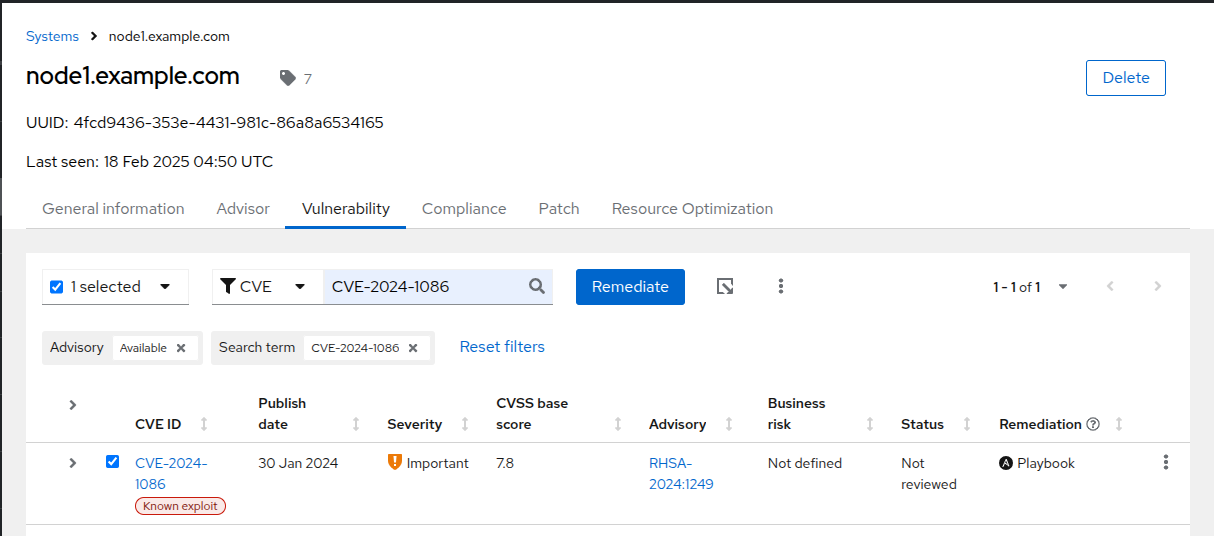 Systems > node1.example.com
node1.example.com 7
Delete
UUID: 4fcd9436-353e-4431-981c-86a8a6534165
Last seen: 18 Feb 2025 04:50 UTC
General information Advisor Vulnerability Compliance Patch Resource Optimization
1 selected CVE CVE-2024-1086 Remediate 1 - 1 of 1
Advisory Available × Search term CVE-2024-1086 × Reset filters
CVE ID Publish date Severity CVSS base score Advisory Business risk Status Remediation
CVE-2024-1086 30 Jan 2024 Important 7.8 RHSA-2024:1249 Not defined Not reviewed Playbook
Known exploit